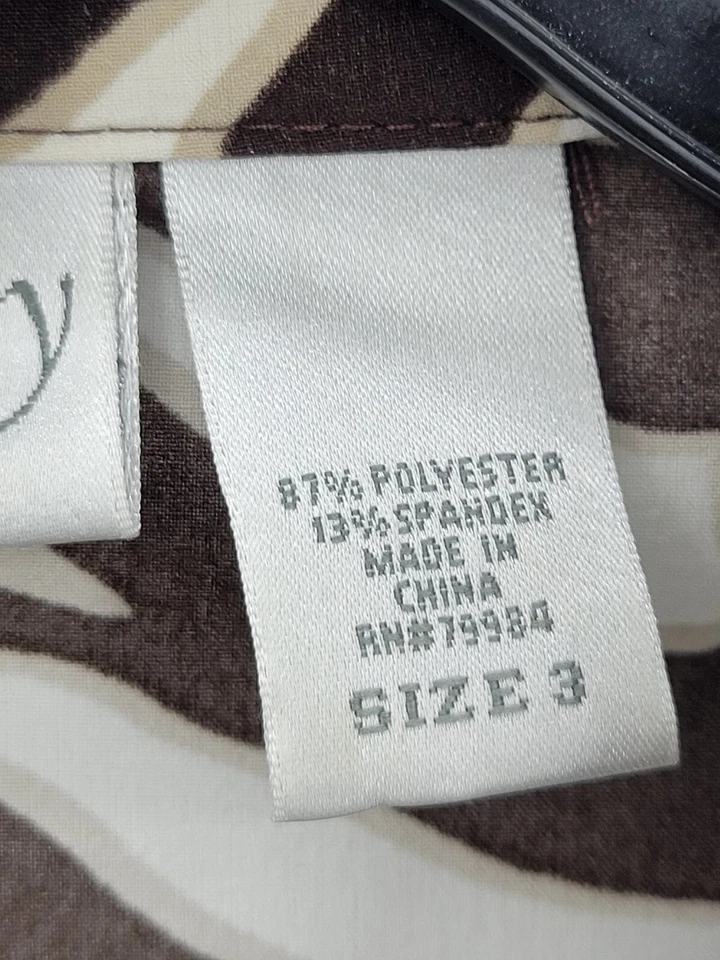 y
87% POLYESTER
13% SPANDEX
MADE IN
CHINA
RN#79984
SIZE 3